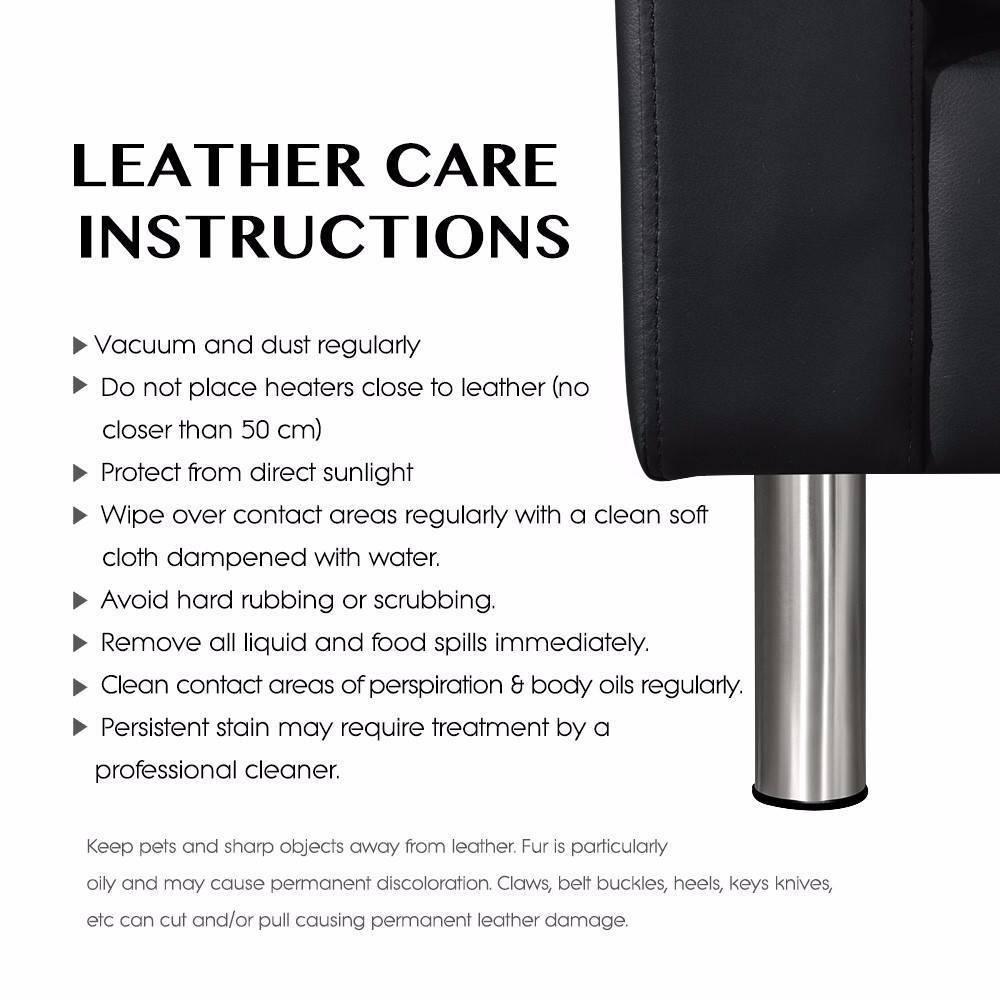 LEATHER CARE
INSTRUCTIONS
Vacuum and dust regularly
Do not place heaters close to leather (no
closer than 50 cm)
Protect from direct sunlight
Wipe over contact areas regularly with a clean soft
cloth dampened with water.
Avoid hard rubbing or scrubbing.
Remove all liquid and food spills immediately.
Clean contact areas of perspiration & body oils regularly.
Persistent stain may require treatment by a
professional cleaner.
Keep pets and sharp objects away from leather. Fur is particularly
oily and may cause permanent discoloration. Claws, belt buckles, heels, keys knives,
etc can cut and/or pull causing permanent leather damage.